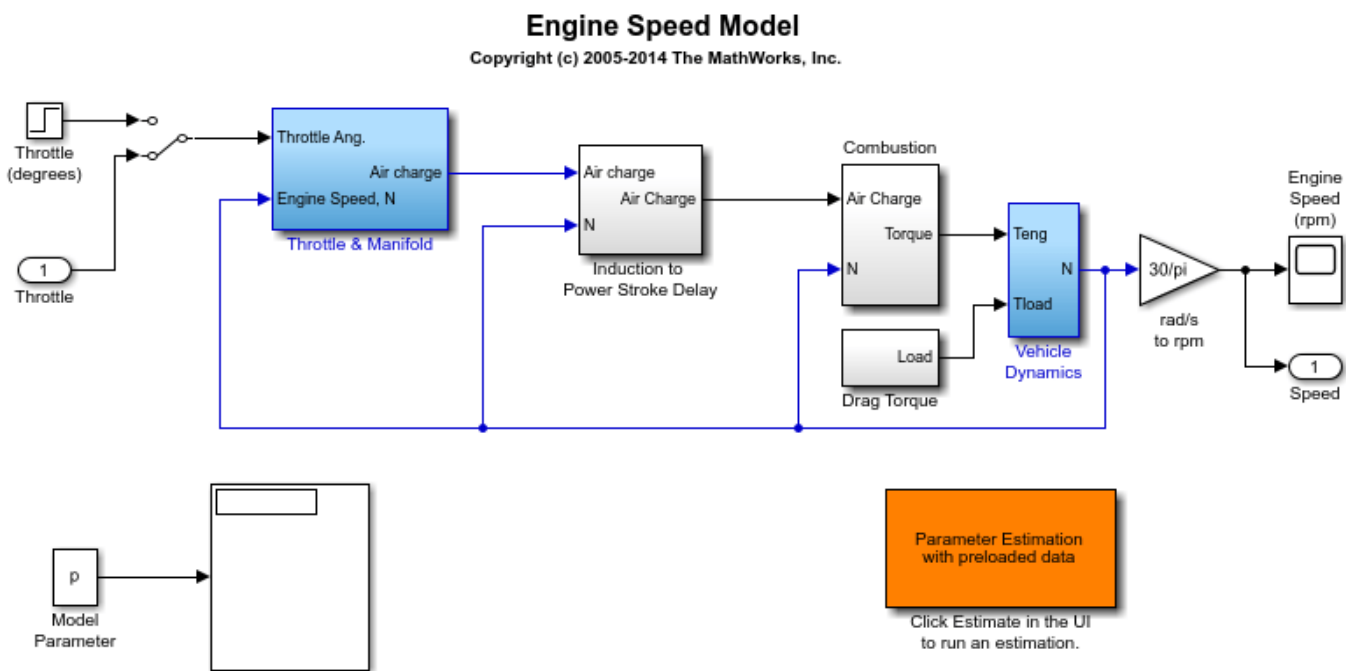 Engine Speed Model
Copyright (c) 2005-2014 The MathWorks, Inc.
Throttle
(degrees)
1
Throttle
Throttle Ang.
Air charge
Engine Speed, N
Throttle & Manifold
Air charge
Air Charge
N
Induction to
Power Stroke Delay
Combustion
Air Charge
Torque
N
Load
Drag Torque
Teng
N
Tload
Vehicle
Dynamics
30/pi
rad/s
to rpm
Engine
Speed
(rpm)
1
Speed
p
Model
Parameter
Parameter Estimation
with preloaded data
Click Estimate in the UI
to run an estimation.